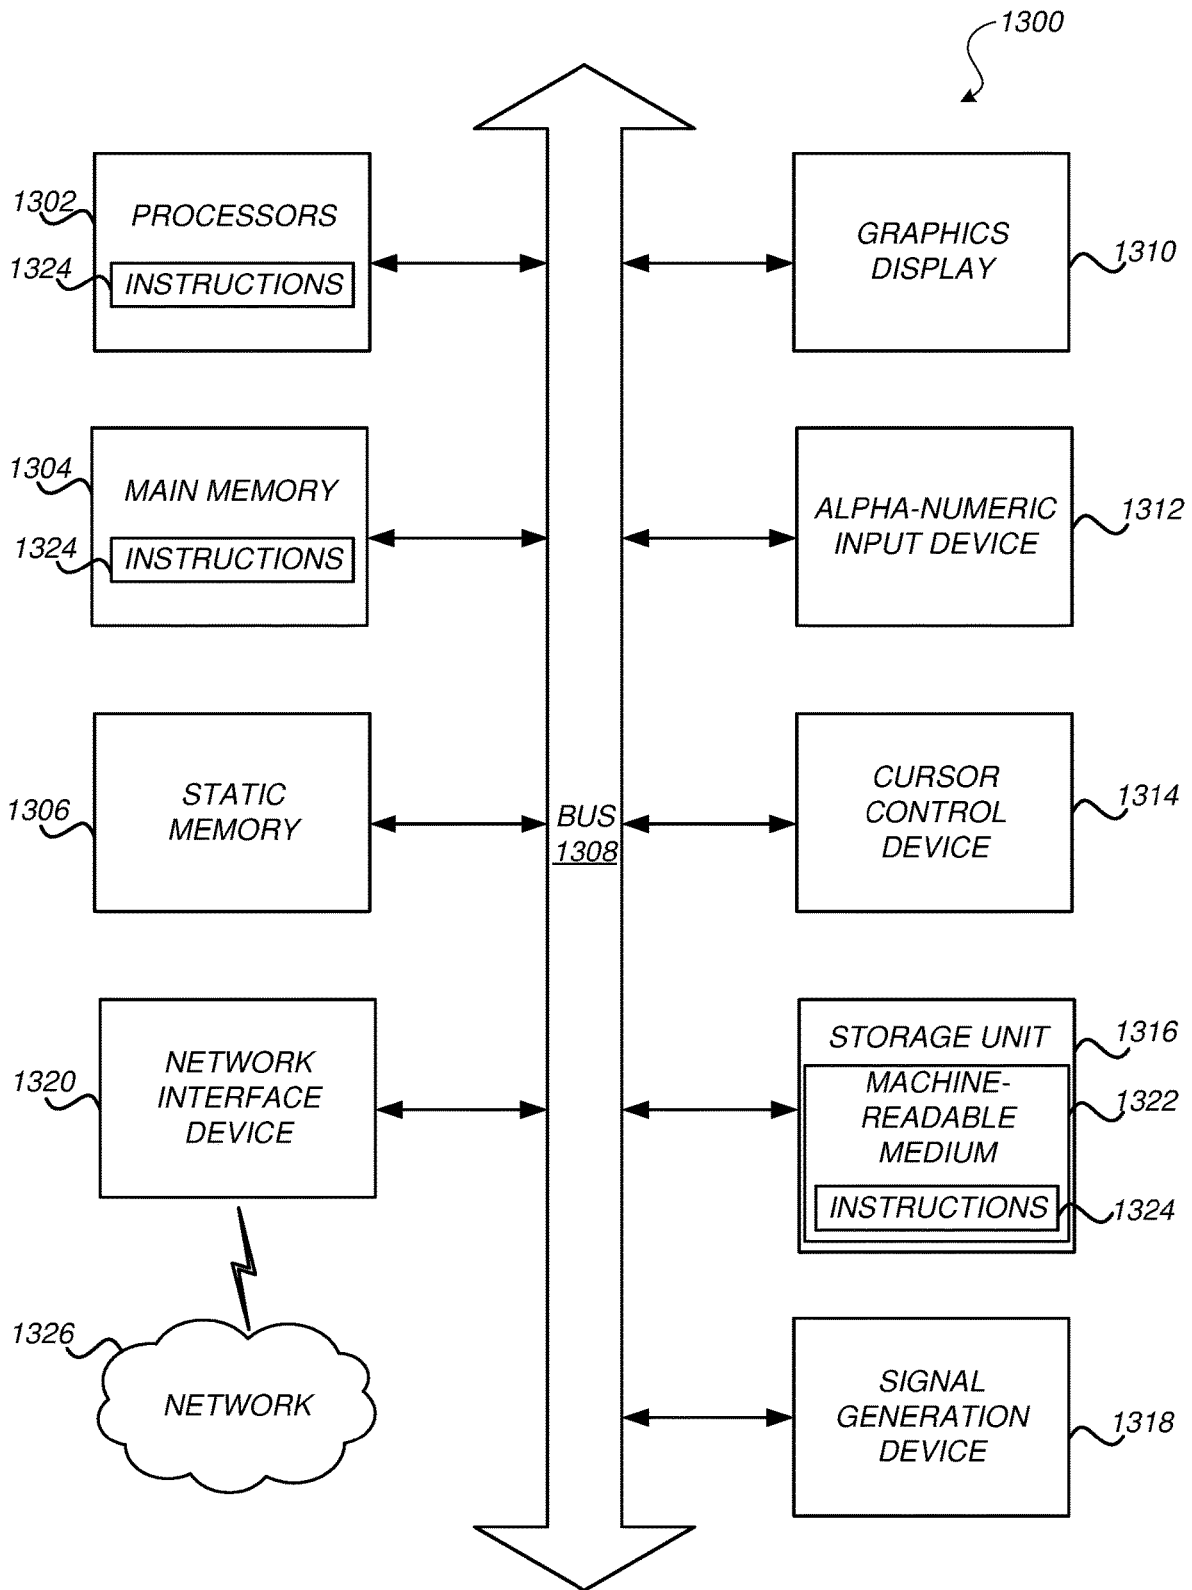 1300
1302
PROCESSORS
1324
INSTRUCTIONS
GRAPHICS
DISPLAY
1310
1304
MAIN MEMORY
1324
INSTRUCTIONS
ALPHA-NUMERIC
INPUT DEVICE
1312
1306
STATIC
MEMORY
BUS
1308
CURSOR
CONTROL
DEVICE
1314
1320
NETWORK
INTERFACE
DEVICE
STORAGE UNIT
1316
MACHINE-
READABLE
MEDIUM
1322
INSTRUCTIONS
1324
1326
NETWORK
SIGNAL
GENERATION
DEVICE
1318